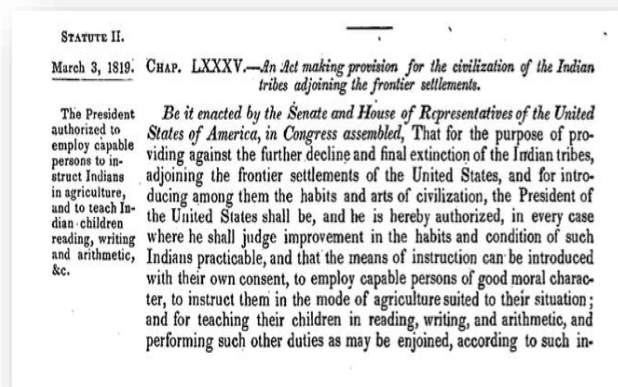 STATUTE II.
March 3, 1819.
CHAP. LXXXV.—An Act making provision for the civilization of the Indian
tribes adjoining the frontier settlements.
The President
authorized to
employ capable
persons to in-
struct Indians
in agriculture,
and to teach In-
dian children
reading, writing
and arithmetic,
&c.
Be it enacted by the Senate and House of Representatives of the United
States of America, in Congress assembled, That for the purpose of pro-
viding against the further decline and final extinction of the Indian tribes,
adjoining the frontier settlements of the United States, and for intro-
ducing among them the habits and arts of civilization, the President of
the United States shall be, and he is hereby authorized, in every case
where he shall judge improvement in the habits and condition of such
Indians practicable, and that the means of instruction can be introduced
with their own consent, to employ capable persons of good moral charac-
ter, to instruct them in the mode of agriculture suited to their situation;
and for teaching their children in reading, writing, and arithmetic, and
performing such other duties as may be enjoined, according to such in-